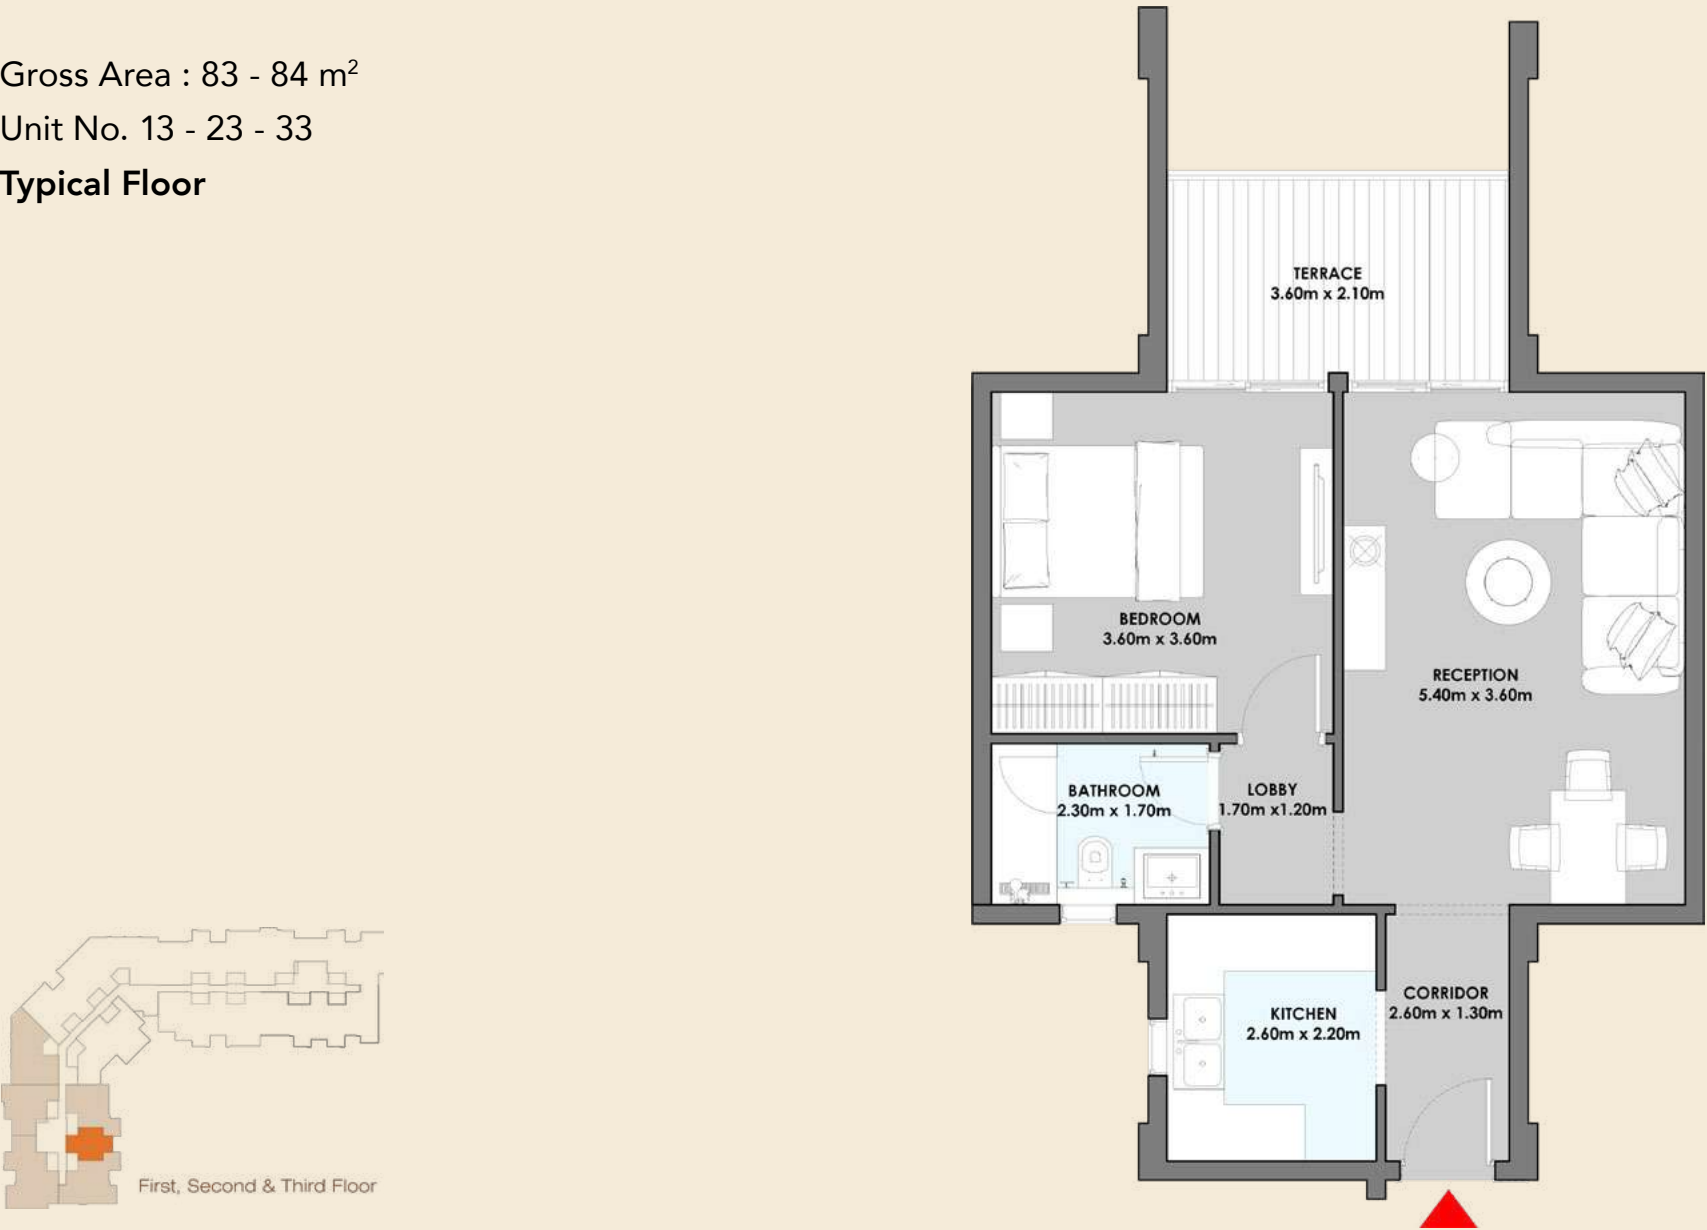 Gross Area : 83 - 84 m²
Unit No. 13 - 23 - 33
Typical Floor
TERRACE
3.60m x 2.10m
BEDROOM
3.60m x 3.60m
RECEPTION
5.40m x 3.60m
BATHROOM
2.30m x 1.70m
LOBBY
1.70m x1.20m
KITCHEN
2.60m x 2.20m
CORRIDOR
2.60m x 1.30m
First, Second & Third Floor